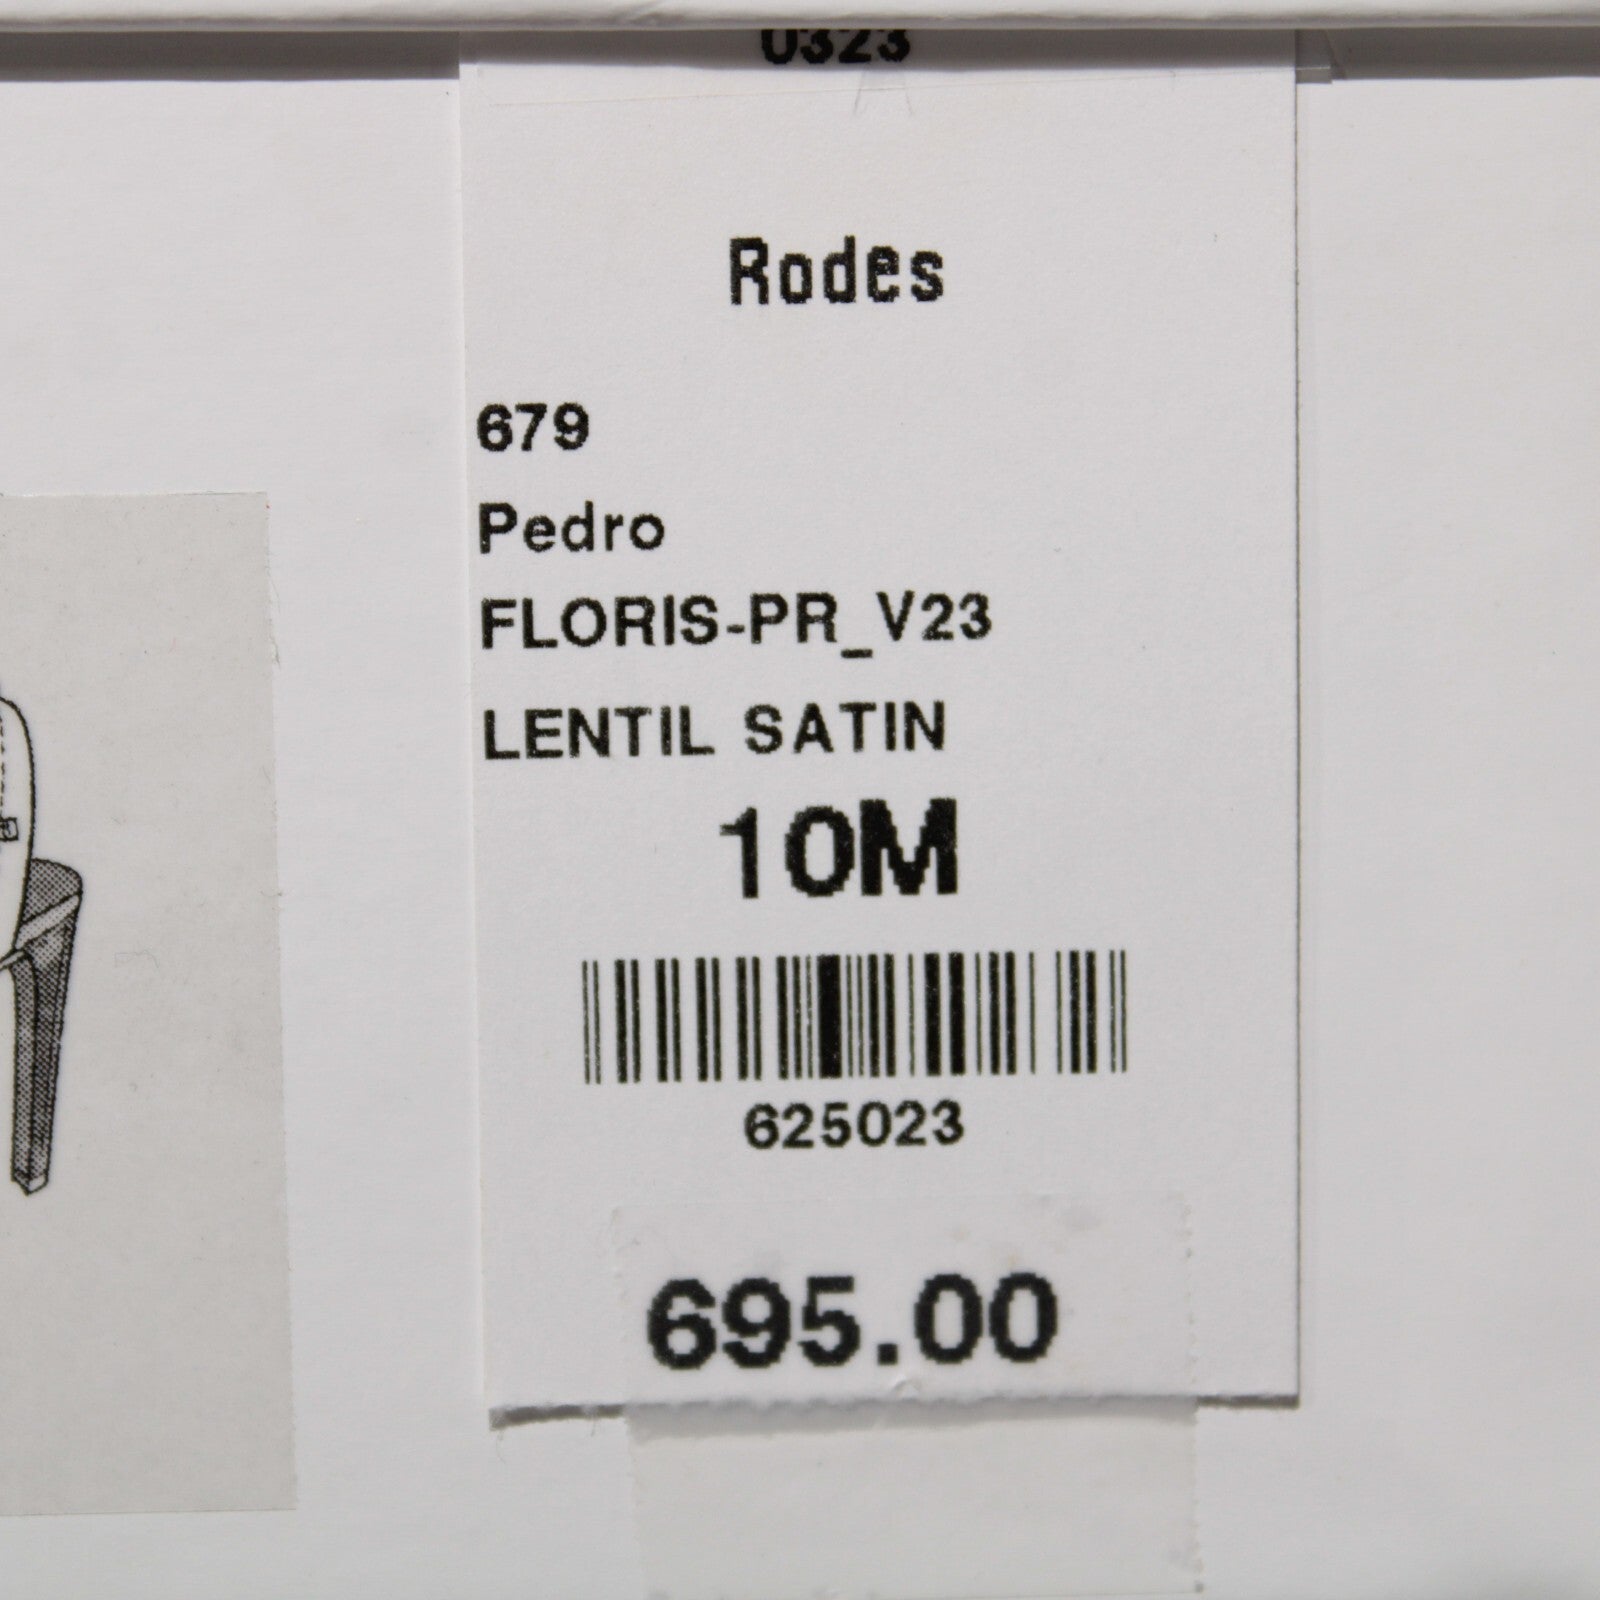 0323
Rodes
679
Pedro
FLORIS-PR_V23
LENTIL SATIN
10M
625023
695.00